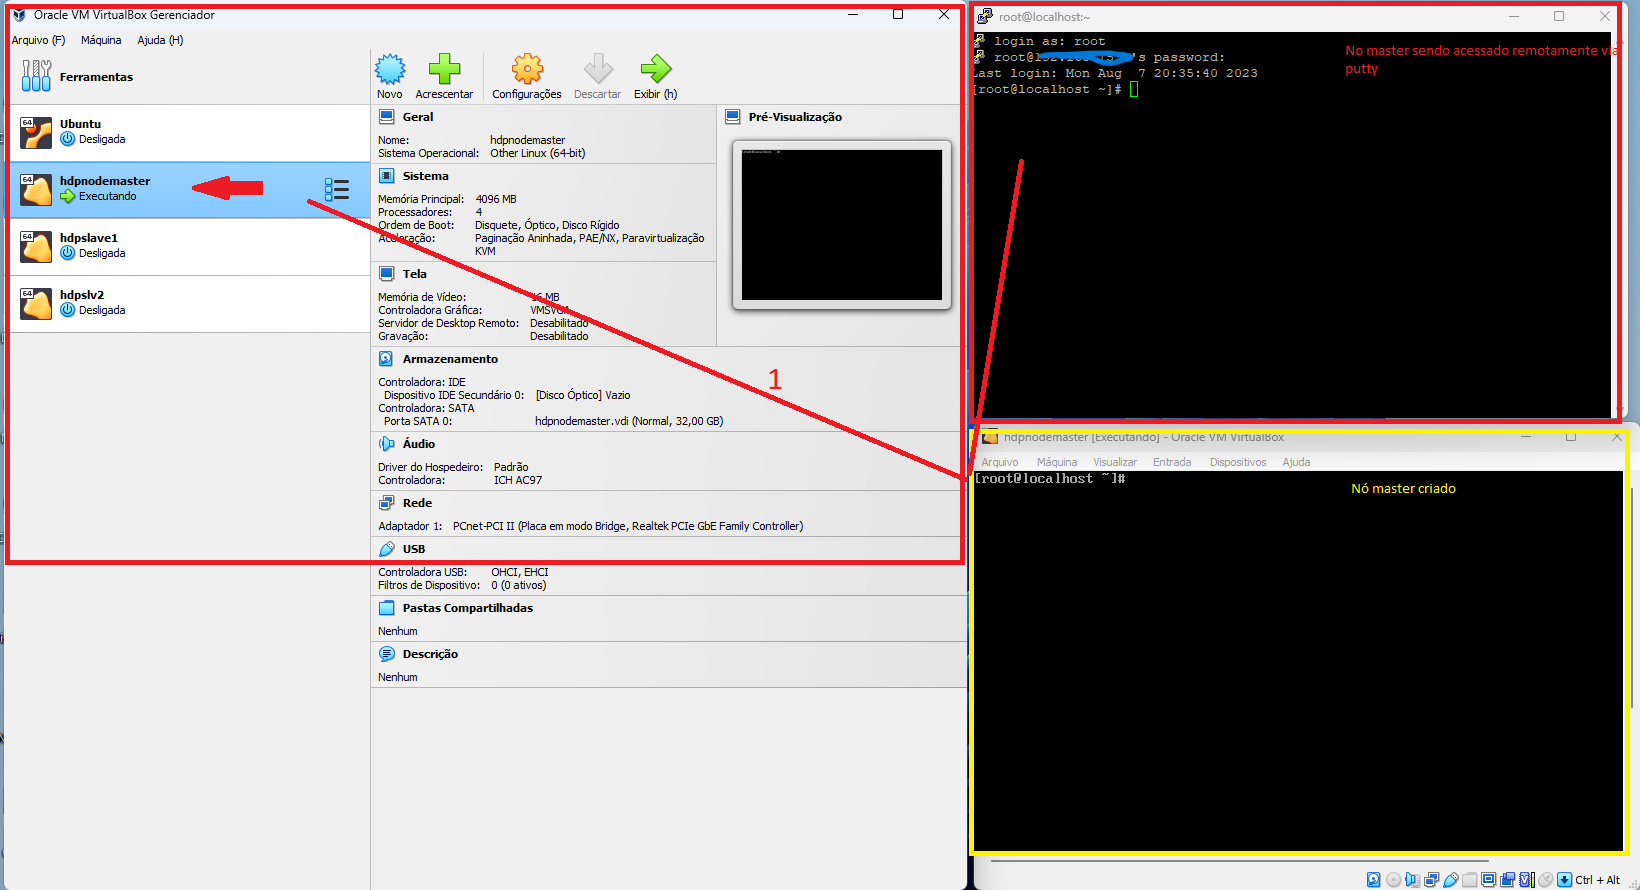 Oracle VM VirtualBox Gerenciador
Arquivo (F) Máquina Ajuda (H)
Ferramentas
Novo Acrescentar Configurações Descartar Exibir (h)
64 Ubuntu
Desligada
64 hdpnodemaster
Executando
64 hdpslave1
Desligada
64 hdpslv2
Desligada
Geral
Nome: hdpnodemaster
Sistema Operacional: Other Linux (64-bit)
Sistema
Memória Principal: 4096 MB
Processadores: 4
Ordem de Boot: Disquete, Óptico, Disco Rígido
Aceleração: Paginação Aninhada, PAE/NX, Paravirtualização
KVM
Tela
Memória de Vídeo: 16 MB
Controladora Gráfica: VMSVGA
Servidor de Desktop Remoto: Desabilitado
Gravação: Desabilitado
Pré-Visualização
Armazenamento
Controladora: IDE
Dispositivo IDE Secundário 0: [Disco Óptico] Vazio
Controladora: SATA
Porta SATA 0: hdpnodemaster.vdi (Normal, 32,00 GB)
1
Áudio
Driver do Hospedeiro: Padrão
Controladora: ICH AC97
Rede
Adaptador 1: PCnet-PCI II (Placa em modo Bridge, Realtek PCIe GbE Family Controller)
USB
Controladora USB: OHCI, EHCI
Filtros de Dispositivo: 0 (0 ativos)
Pastas Compartilhadas
Nenhum
Descrição
Nenhum
root@localhost:~
login as: root
's password:
Last login: Mon Aug 7 20:35:40 2023
[root@localhost ~]#
No master sendo acessado remotamente via
putty
hdpnodemaster [Executando] - Oracle VM VirtualBox
Arquivo Máquina Visualizar Entrada Dispositivos Ajuda
[root@localhost ~]#
Nó master criado
Ctrl + Alt